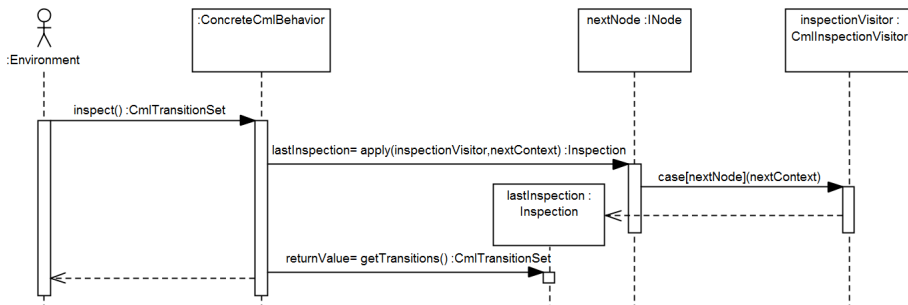 :ConcreteCmlBehavior
nextNode :INode
inspectionVisitor :
CmlInspectionVisitor
:Environment
inspect() :CmlTransitionSet
lastInspection= apply(inspectionVisitor,nextContext) :Inspection
case[nextNode](nextContext)
lastInspection :
Inspection
returnValue= getTransitions() :CmlTransitionSet